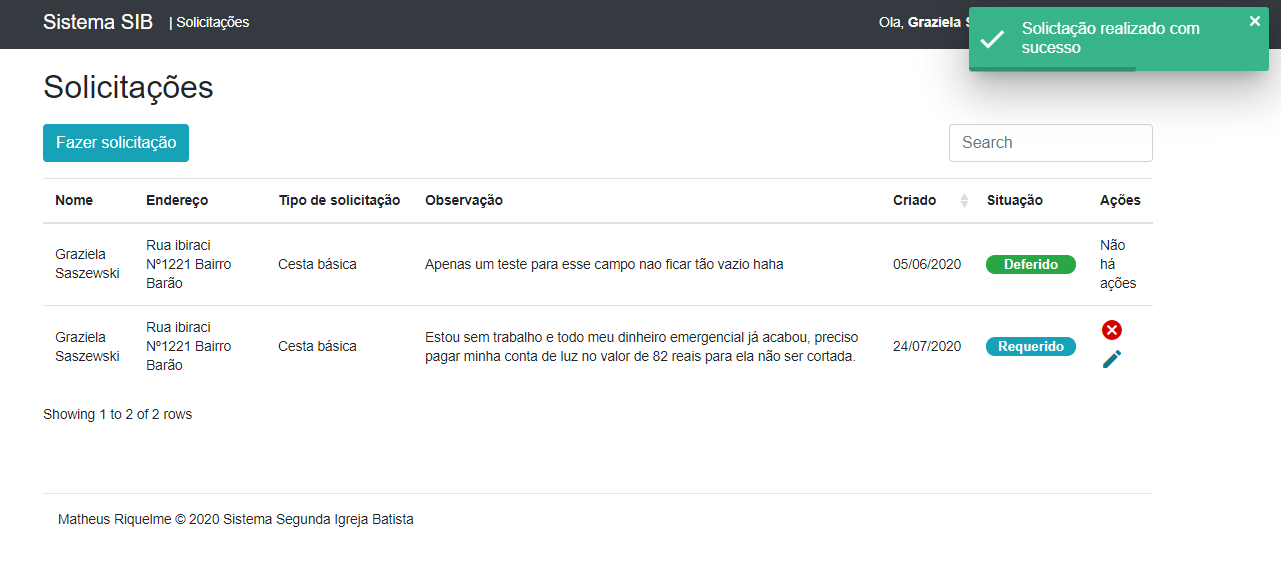 Sistema SIB | Solicitações Ola, Graziela
Solictação realizado com
sucesso
Solicitações
Fazer solicitação
Search
Nome Endereço Tipo de solicitação Observação Criado Situação Ações
Graziela
Saszewski
Rua ibiraci
Nº1221 Bairro
Barão
Cesta básica
Apenas um teste para esse campo nao ficar tão vazio haha
05/06/2020
Deferido
Não
há
ações
Graziela
Saszewski
Rua ibiraci
Nº1221 Bairro
Barão
Cesta básica
Estou sem trabalho e todo meu dinheiro emergencial já acabou, preciso
pagar minha conta de luz no valor de 82 reais para ela não ser cortada.
24/07/2020
Requerido
Showing 1 to 2 of 2 rows
Matheus Riquelme © 2020 Sistema Segunda Igreja Batista